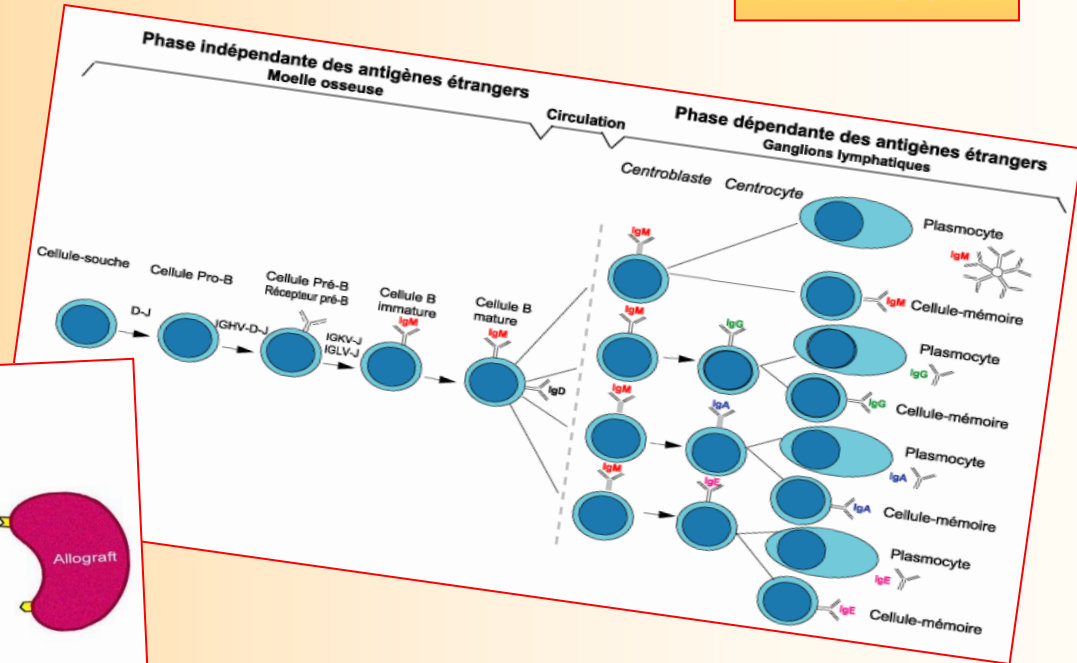 Phase indépendante des antigènes étrangers
Moelle osseuse
Circulation
Phase dépendante des antigènes étrangers
Ganglions lymphatiques
Centroblaste Centrocyte
Cellule-souche
Cellule Pro-B
Cellule Pré-B
Récepteur pré-B
Cellule B
immature
IgM
Cellule B
mature
IgM
IgD
D-J
IGHV-D-J
IGKV-J
IGLV-J
IgM
Plasmocyte
IgM
IgM Cellule-mémoire
IgM
IgG
Plasmocyte
IgG
IgG Cellule-mémoire
IgM
IgA
Plasmocyte
IgA
IgA Cellule-mémoire
IgM
IgE
Plasmocyte
IgE
IgE Cellule-mémoire
Allograft